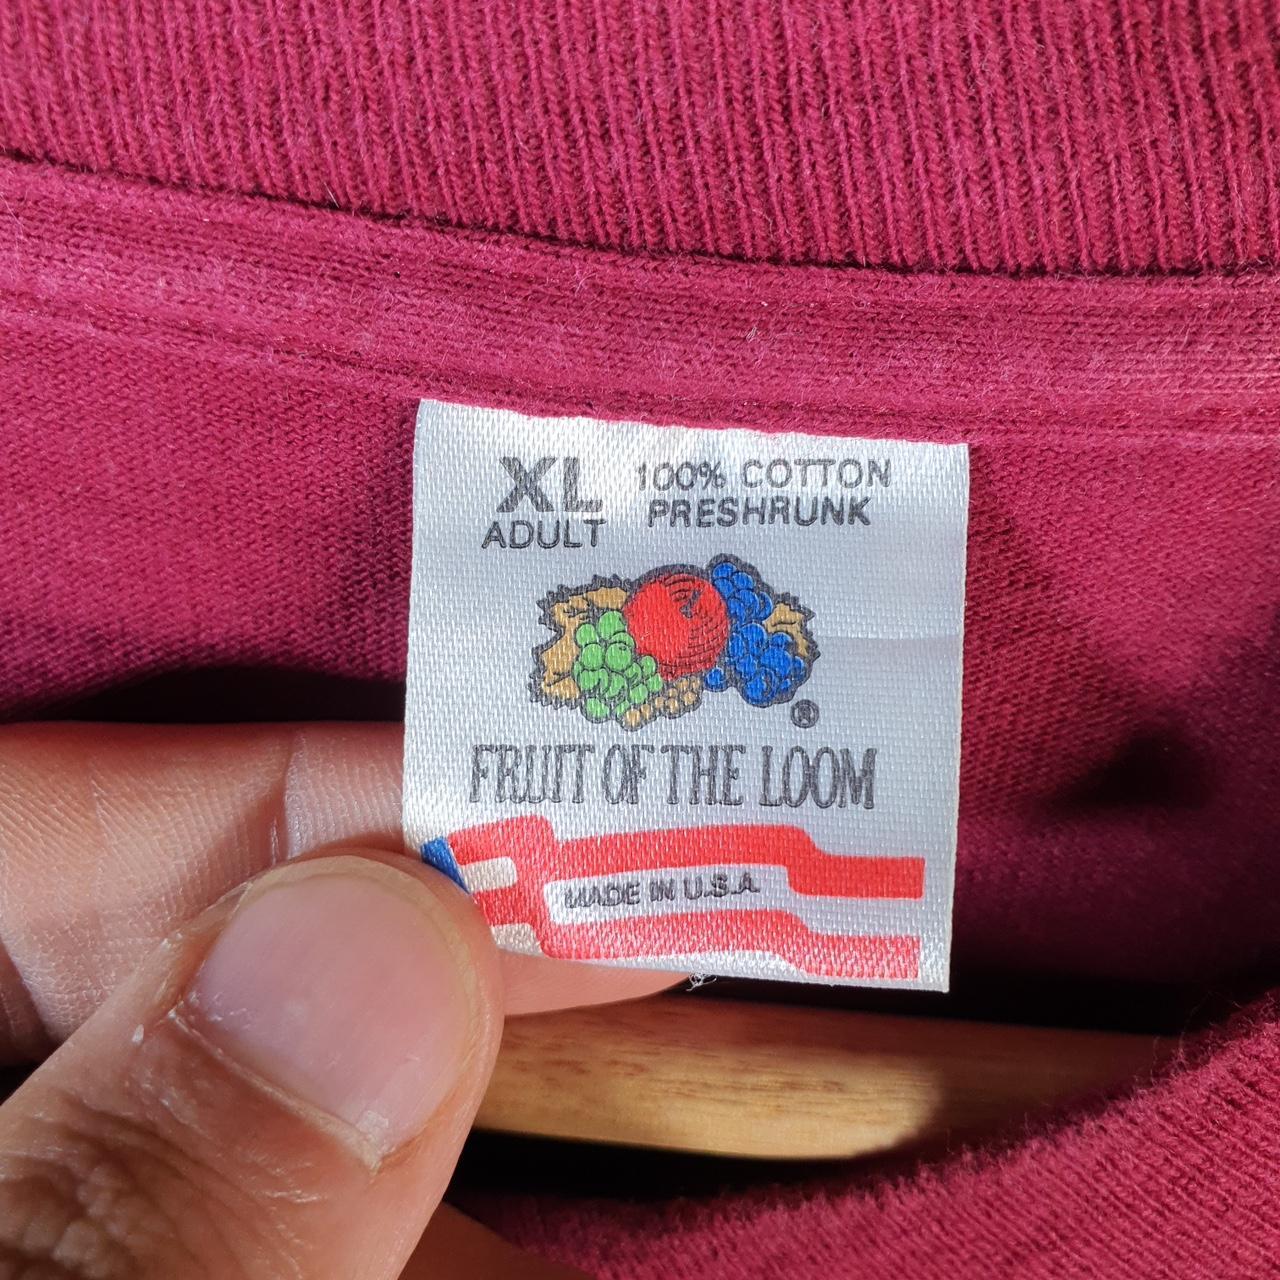 XL 100% COTTON
ADULT PRESHRUNK
®
FRUIT OF THE LOOM
MADE IN U.S.A.